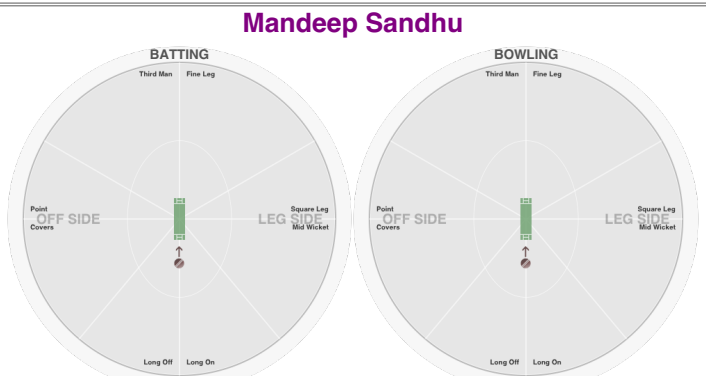 Mandeep Sandhu
BATTING
Third Man Fine Leg
Point
OFF SIDE
Covers
Square Leg
LEG SIDE
Mid Wicket
Long Off Long On
BOWLING
Third Man Fine Leg
Point
OFF SIDE
Covers
Square Leg
LEG SIDE
Mid Wicket
Long Off Long On